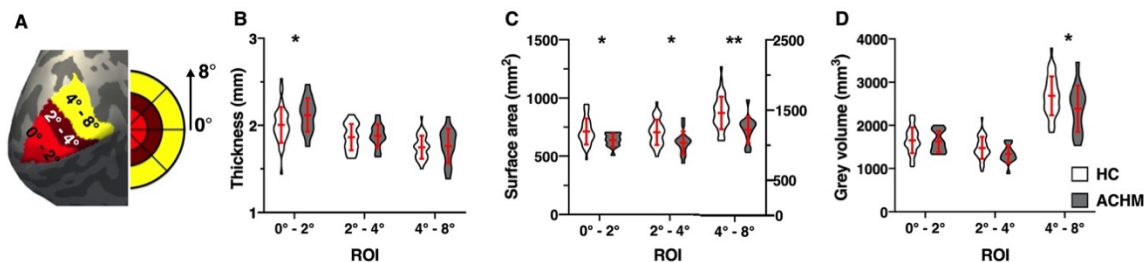 A
4°- 8°
2° - 4°
0° - 2°
8°
0°
B
Thickness (mm)
3
2
1
*
0° - 2°
2° - 4°
4° - 8°
ROI
C
Surface area (mm²)
1500
1000
500
0
*
*
**
2500
2000
1500
1000
500
0
0° - 2°
2° - 4°
4° - 8°
ROI
D
Grey volume (mm³)
4000
3000
2000
1000
0
*
0° - 2°
2° - 4°
4° - 8°
ROI
HC
ACHM